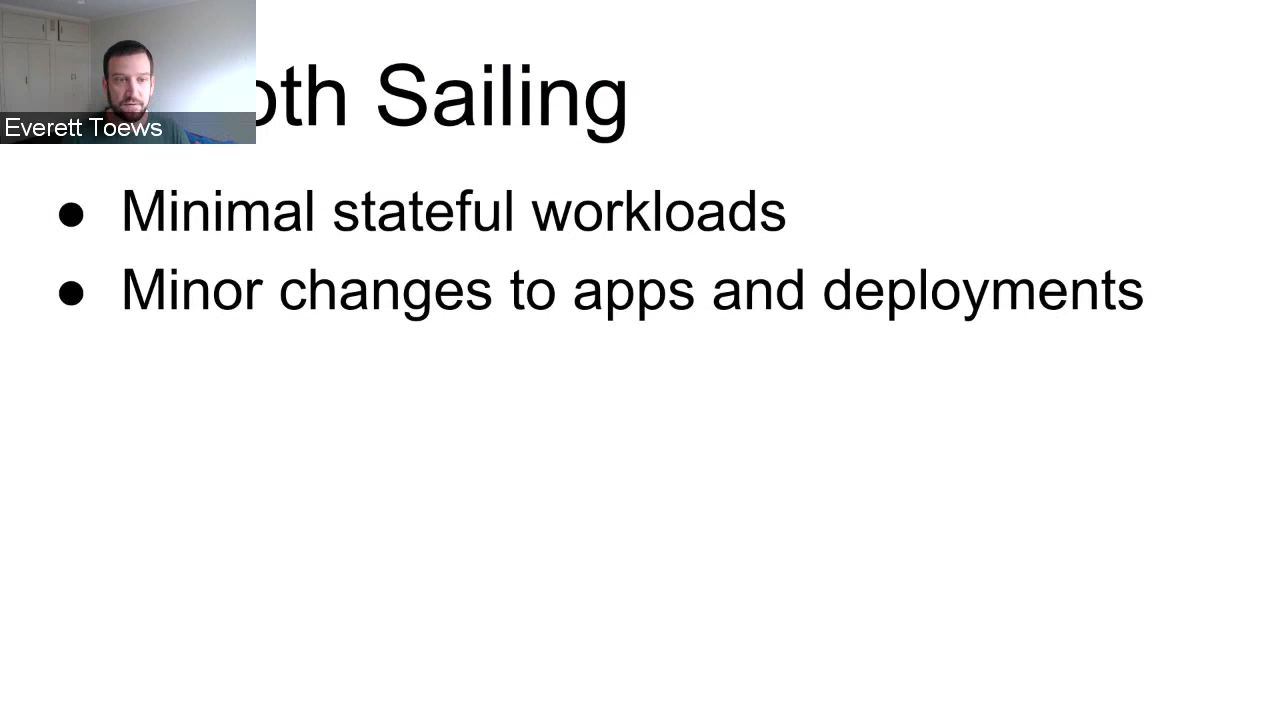 oth Sailing
Everett Toews
● Minimal stateful workloads
● Minor changes to apps and deployments